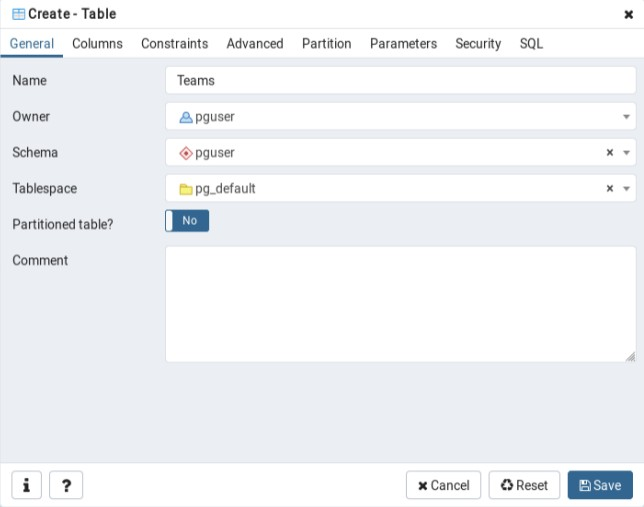 Create - Table
General Columns Constraints Advanced Partition Parameters Security SQL
Name Teams
Owner pguser
Schema pguser
Tablespace pg_default
Partitioned table? No
Comment
i ? Cancel Reset Save